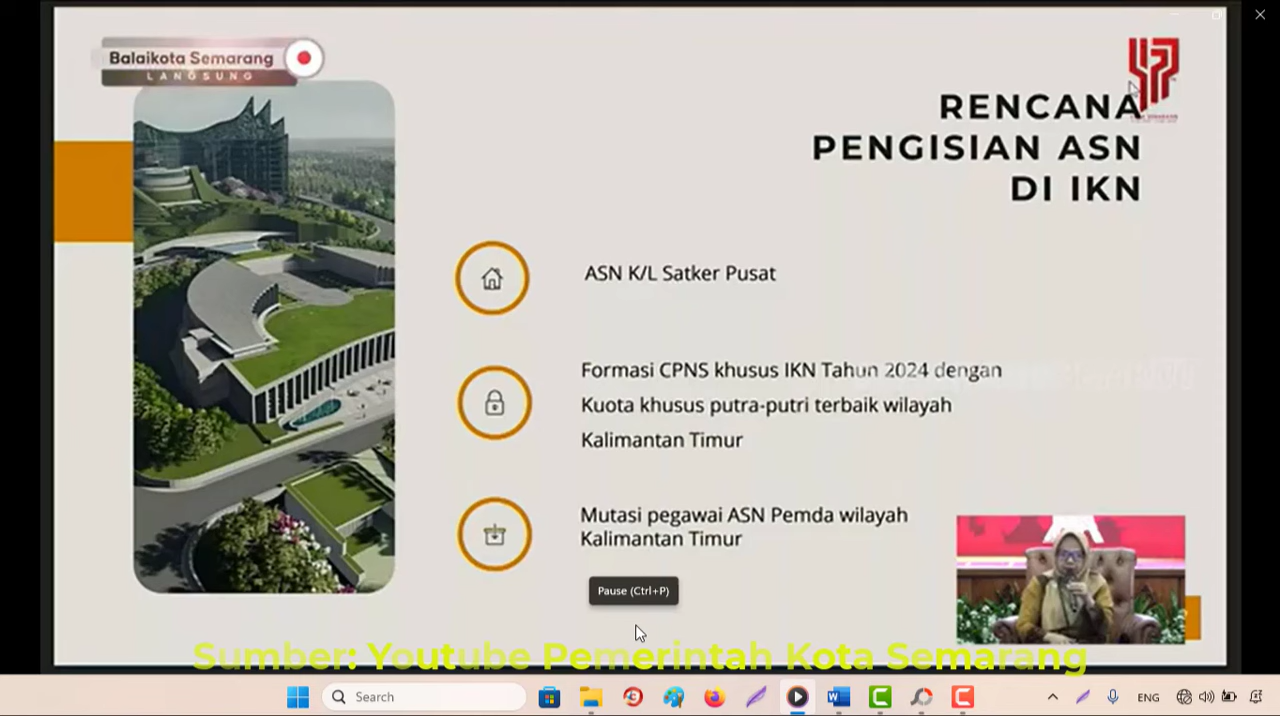 Balaikota Semarang
LANGSUNG
RENCANA
PENGISIAN ASN
DI IKN
ASN K/L Satker Pusat
Formasi CPNS khusus IKN Tahun 2024 dengan
Kuota khusus putra-putri terbaik wilayah
Kalimantan Timur
Mutasi pegawai ASN Pemda wilayah
Kalimantan Timur
Pause (Ctrl+P)
Sumber: Youtube Pemerintah Kota Semarang
Search
ENG